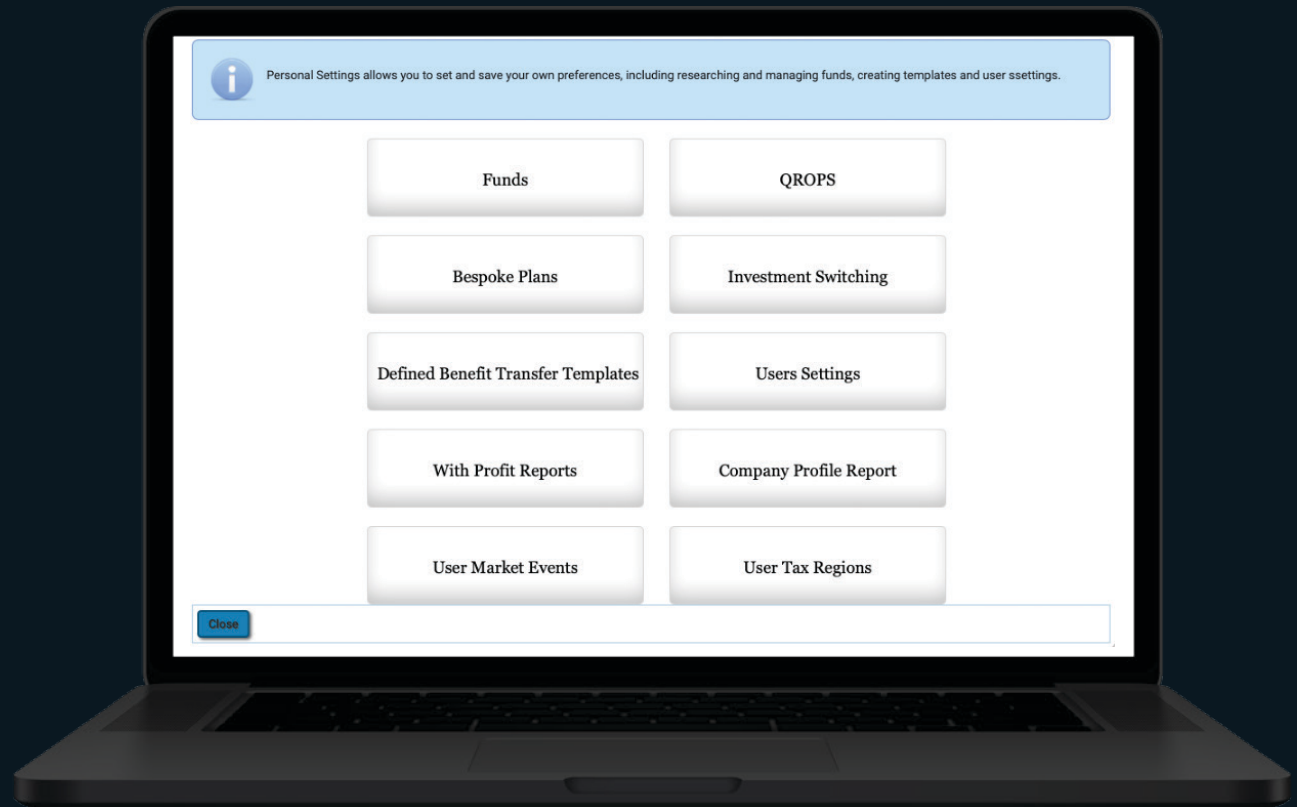 Personal Settings allows you to set and save your own preferences, including researching and managing funds, creating templates and user ssettings.
Funds
QROPS
Bespoke Plans
Investment Switching
Defined Benefit Transfer Templates
Users Settings
With Profit Reports
Company Profile Report
User Market Events
User Tax Regions
Close